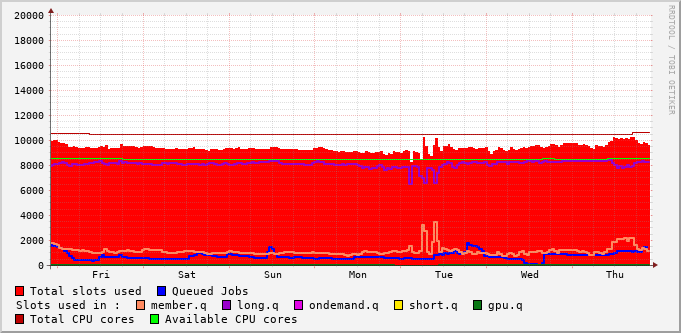 20000
18000
16000
14000
12000
10000
8000
6000
4000
2000
0
Fri Sat Sun Mon Tue Wed Thu
RRDTOOL / TOBI OETIKER
Total slots used Queued Jobs
Slots used in : member.q long.q ondemand.q short.q gpu.q
Total CPU cores Available CPU cores